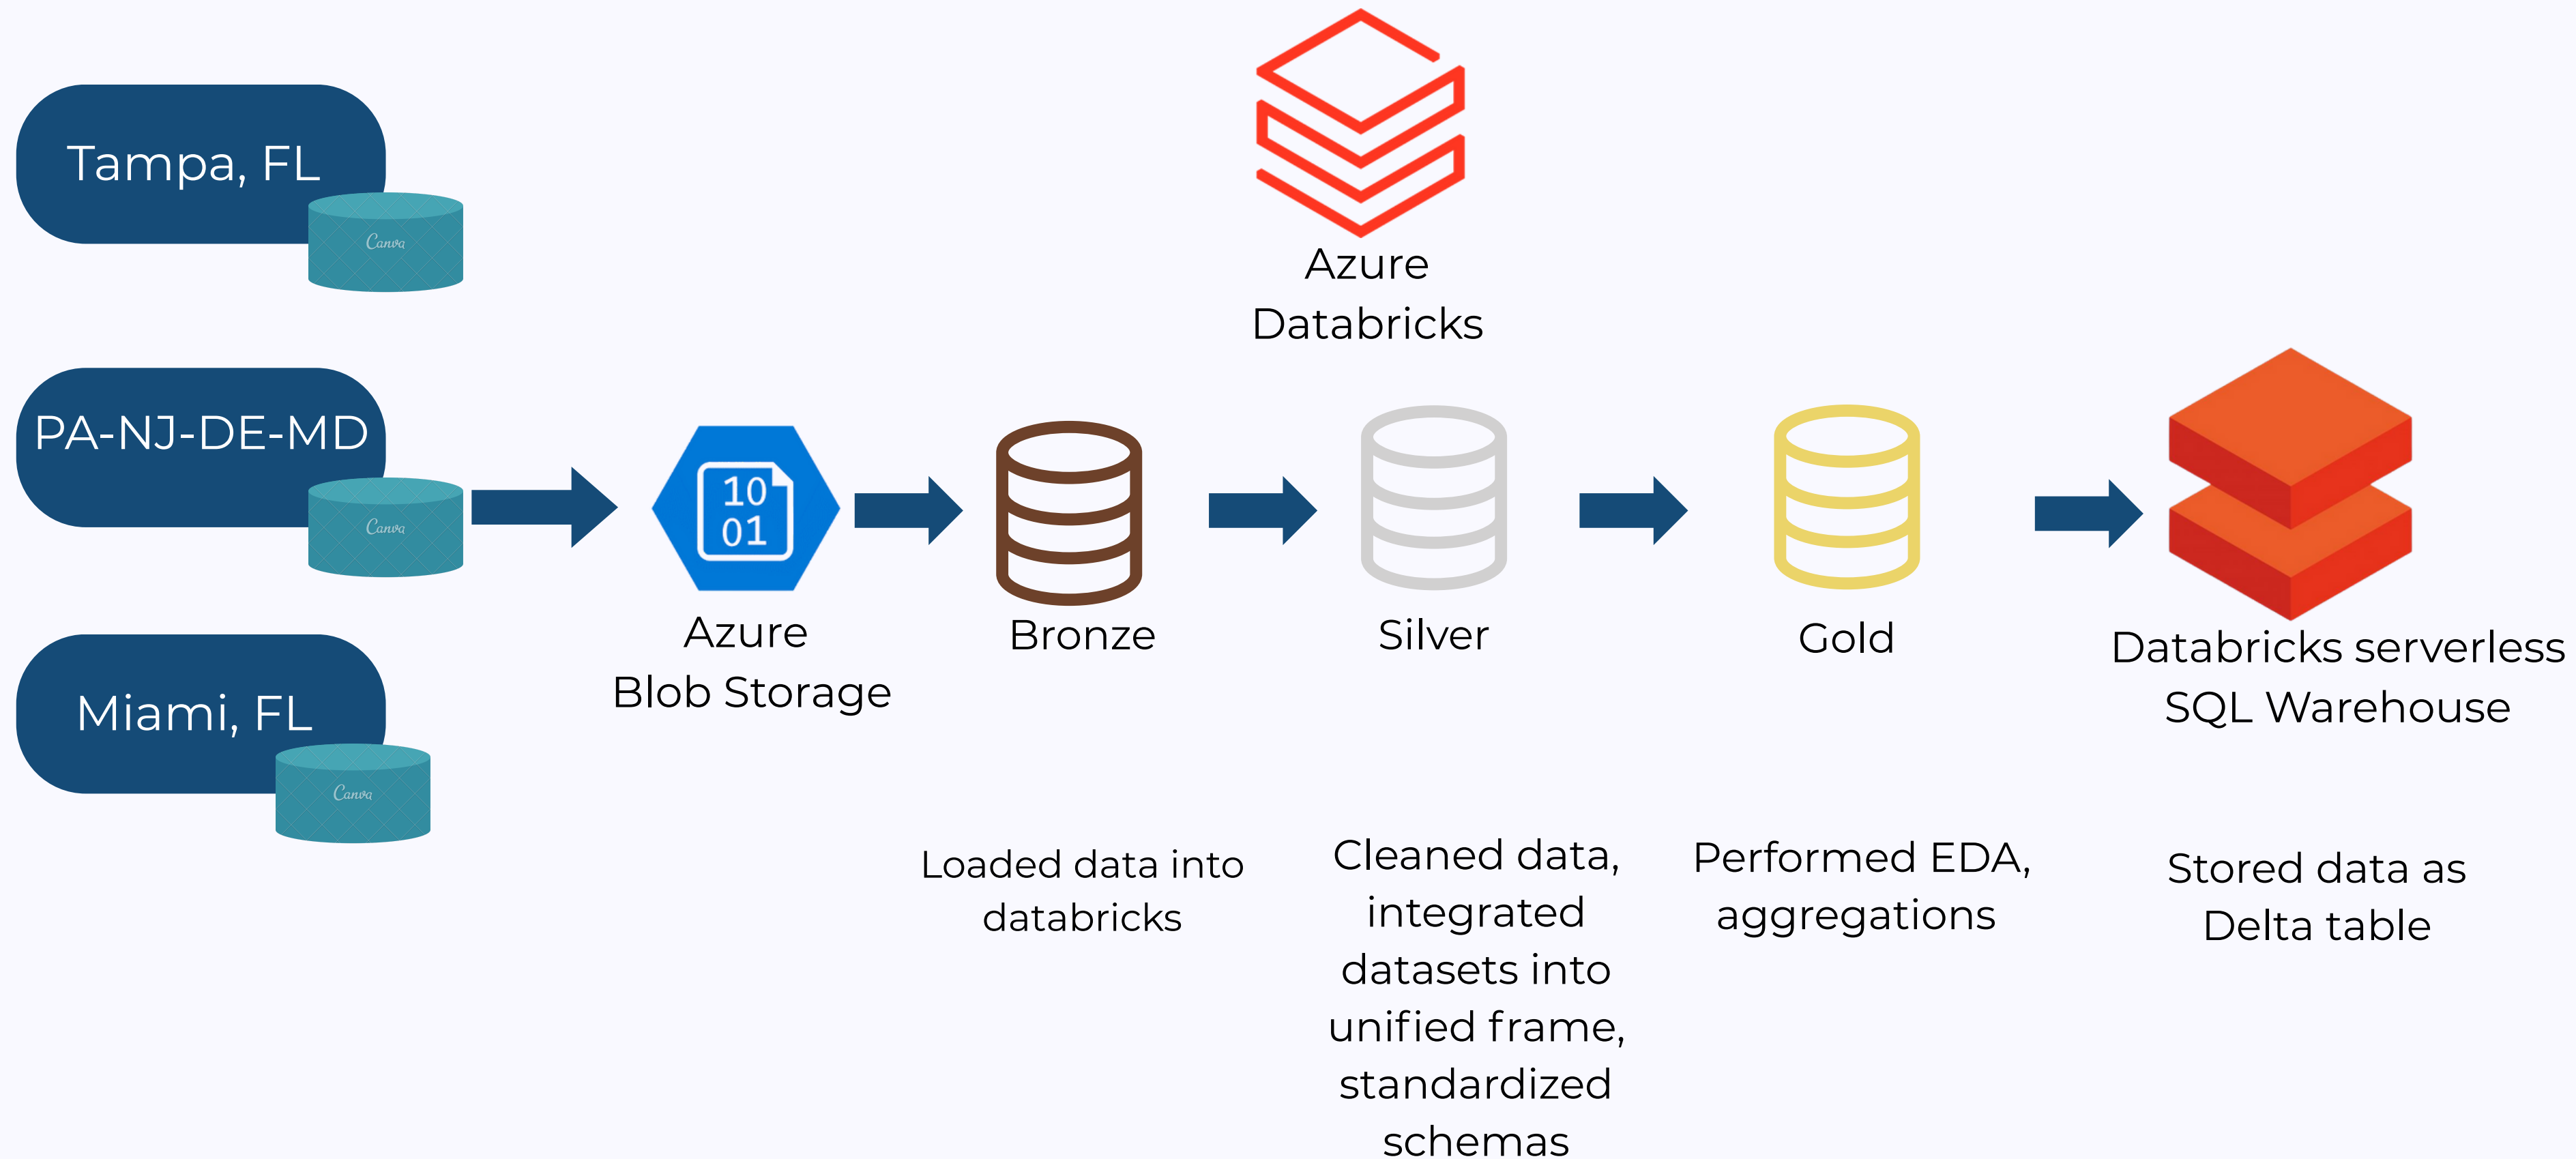 Tampa, FL
Canva
PA-NJ-DE-MD
Canva
Miami, FL
Canva
Azure
Databricks
10
01
Azure
Blob Storage
Bronze
Silver
Gold
Databricks serverless
SQL Warehouse
Loaded data into
databricks
Cleaned data,
integrated
datasets into
unified frame,
standardized
schemas
Performed EDA,
aggregations
Stored data as
Delta table